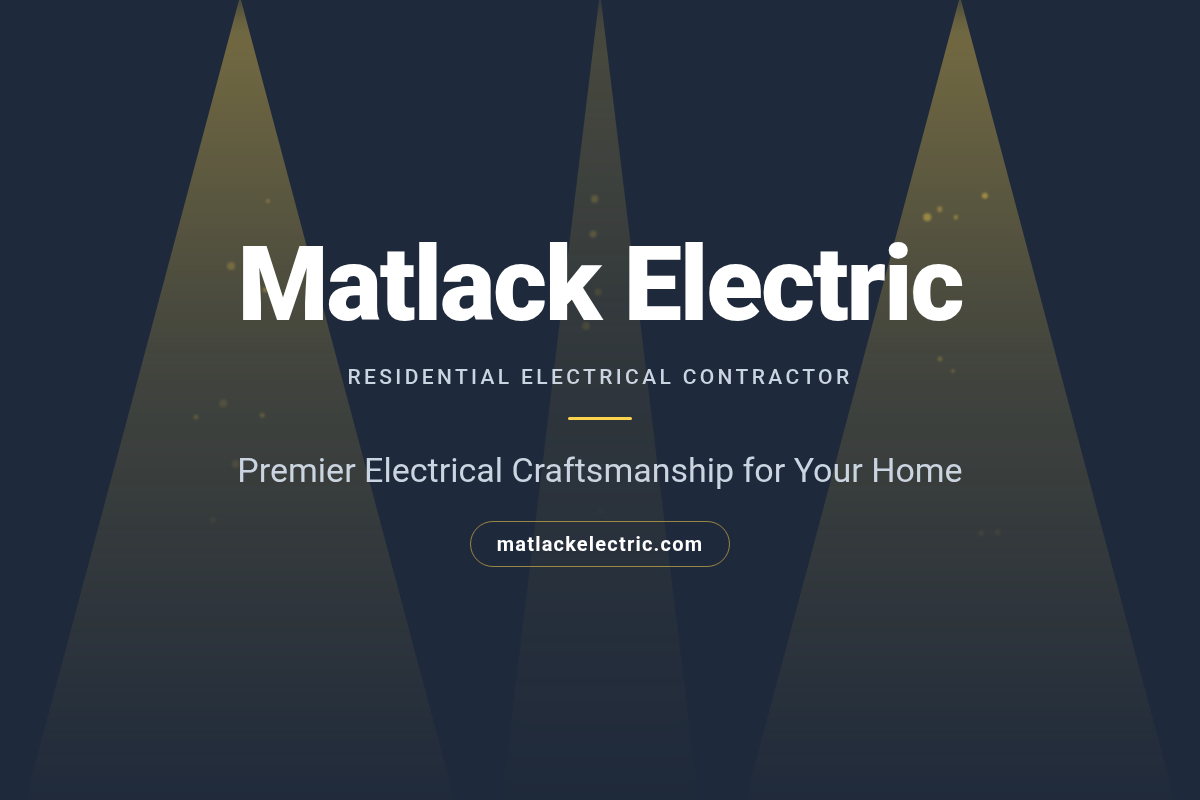 Matlack Electric
RESIDENTIAL ELECTRICAL CONTRACTOR
Premier Electrical Craftsmanship for Your Home
matlackelectric.com